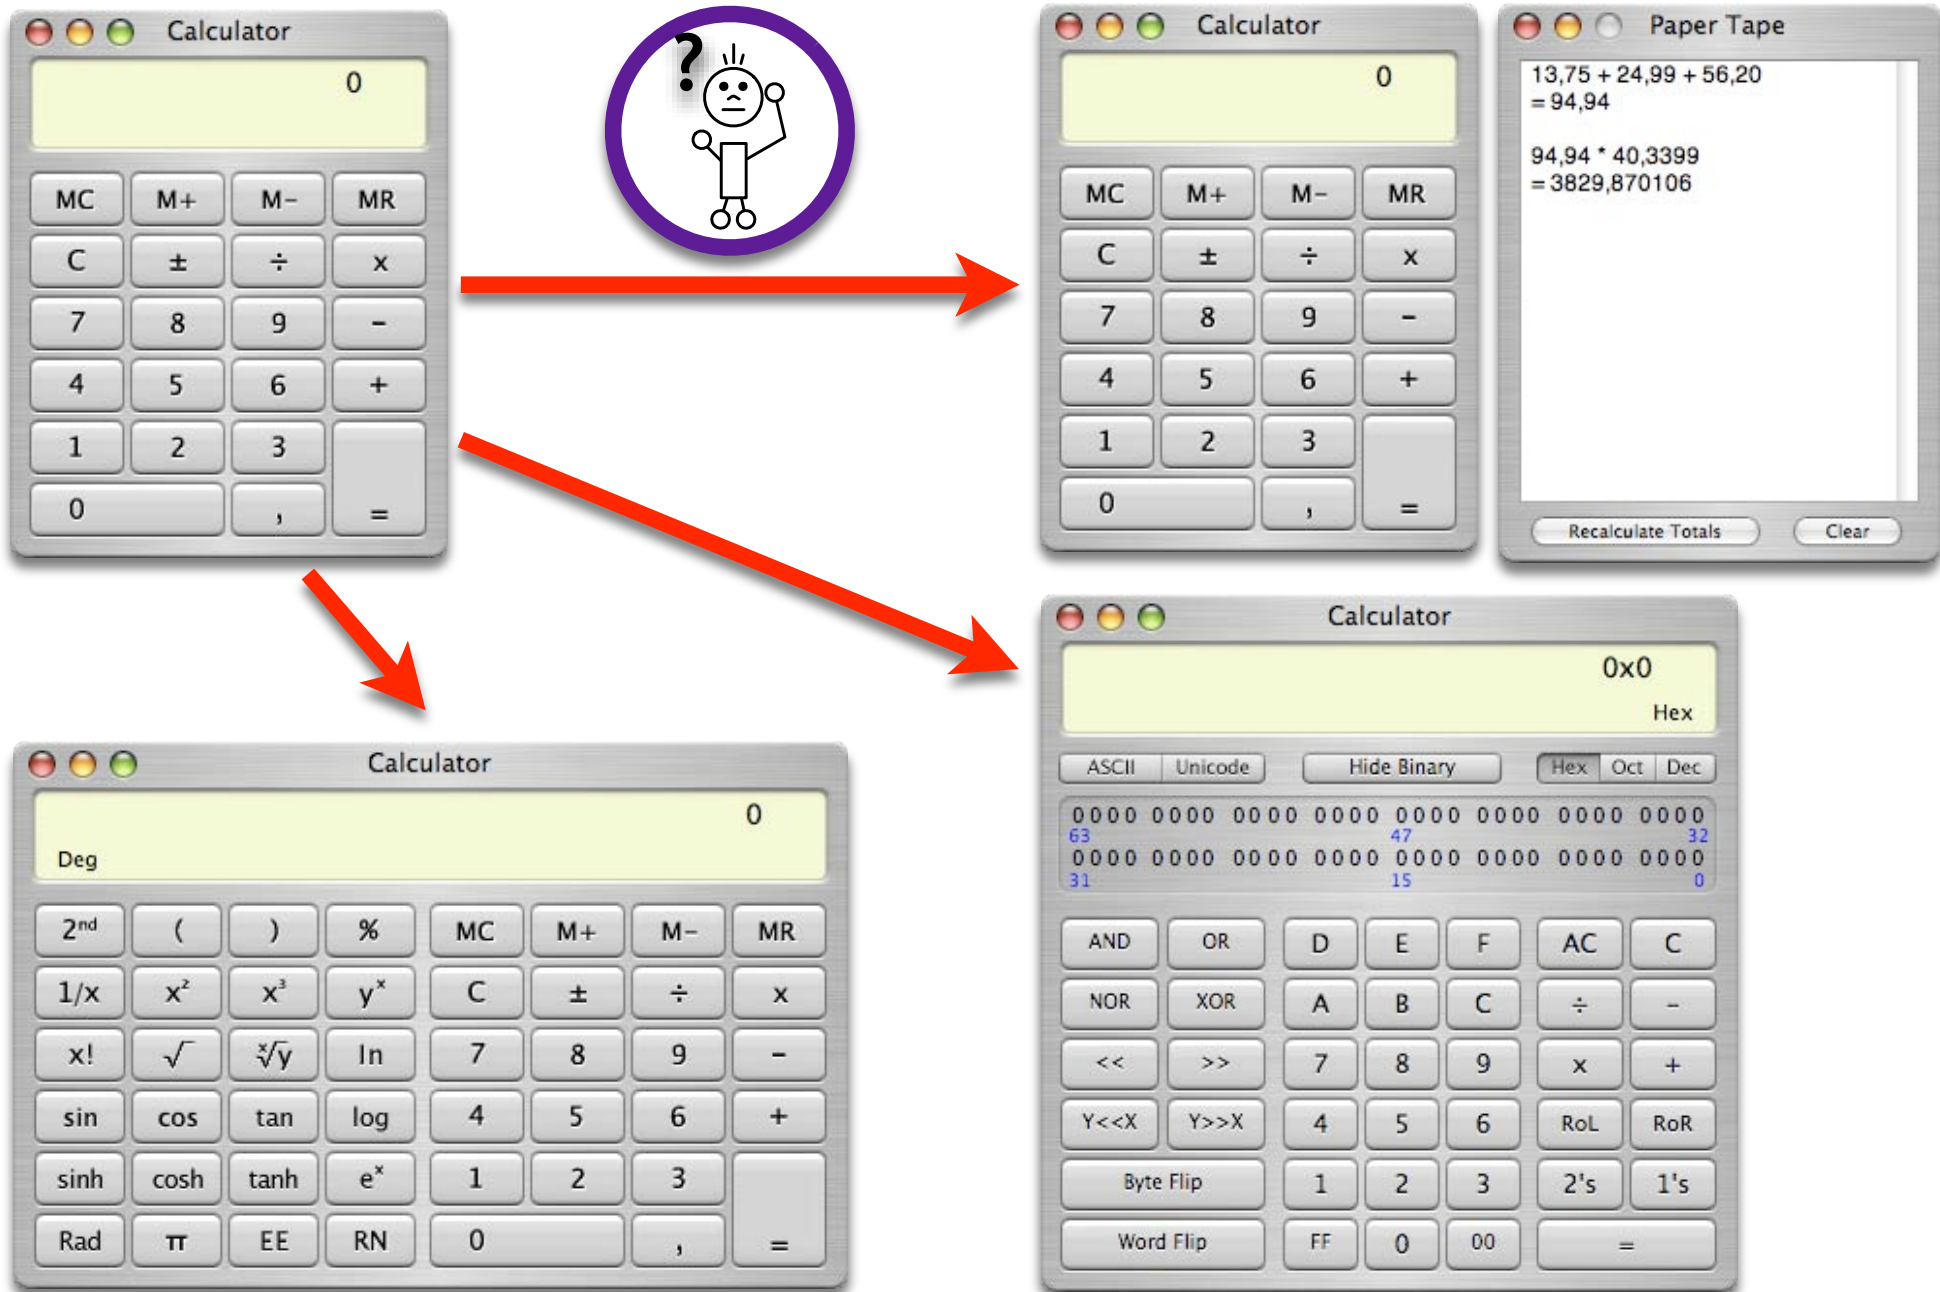 Calculator
0
MC M+ M− MR
C ± ÷ x
7 8 9 −
4 5 6 +
1 2 3
0 , =
?
Calculator
0
MC M+ M− MR
C ± ÷ x
7 8 9 −
4 5 6 +
1 2 3
0 , =
Paper Tape
13,75 + 24,99 + 56,20
= 94,94
94,94 * 40,3399
= 3829,870106
Recalculate Totals Clear
Calculator
0
Deg
2nd ( ) % MC M+ M− MR
1/x x² x³ yˣ C ± ÷ x
x! √ ˣ√y ln 7 8 9 −
sin cos tan log 4 5 6 +
sinh cosh tanh eˣ 1 2 3
Rad π EE RN 0 , =
Calculator
0x0
Hex
ASCII Unicode Hide Binary Hex Oct Dec
0000 0000 0000 0000 0000 0000 0000 0000
63 47 32
0000 0000 0000 0000 0000 0000 0000 0000
31 15 0
AND OR D E F AC C
NOR XOR A B C ÷ −
<< >> 7 8 9 x +
Y<<X Y>>X 4 5 6 RoL RoR
Byte Flip 1 2 3 2's 1's
Word Flip FF 0 00 =